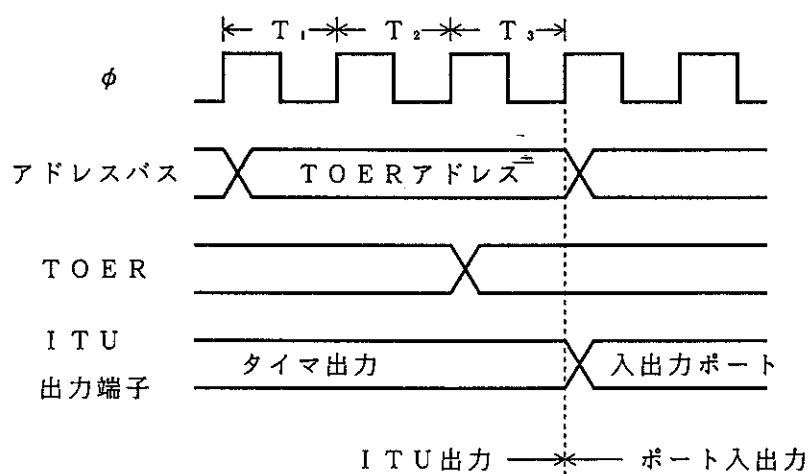 T₁ T₂ T₃
φ
アドレスバス TOERアドレス
TOER
ITU
タイマ出力 入出力ポート
出力端子
ITU出力 ポート入出力